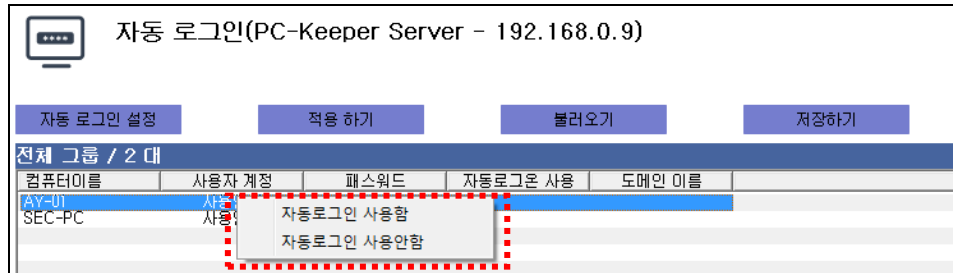 자동 로그인(PC-Keeper Server - 192.168.0.9)
자동 로그인 설정 적용 하기 불러오기 저장하기
전체 그룹 / 2 대
컴퓨터이름 사용자 계정 패스워드 자동로그온 사용 도메인 이름
AY-01
자동로그인 사용함
SEC-PC
자동로그인 사용안함